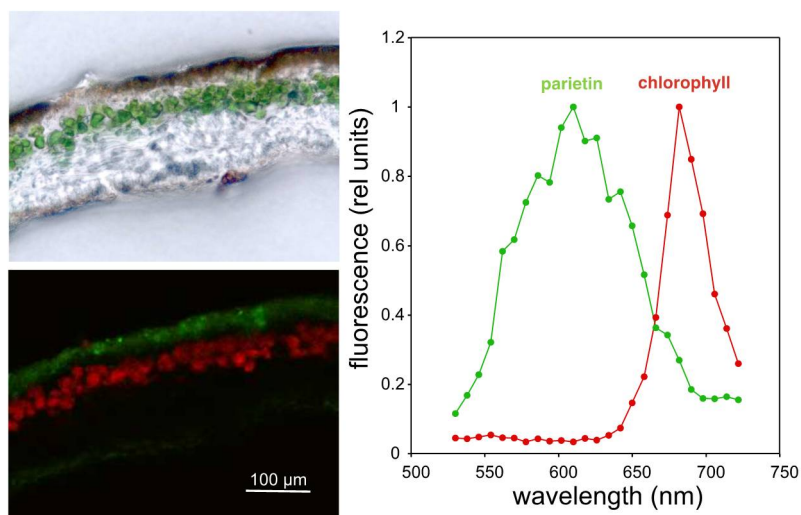 100 µm
fluorescence (rel units)
1.2
1
0.8
0.6
0.4
0.2
0
parietin chlorophyll
500 550 600 650 700 750
wavelength (nm)